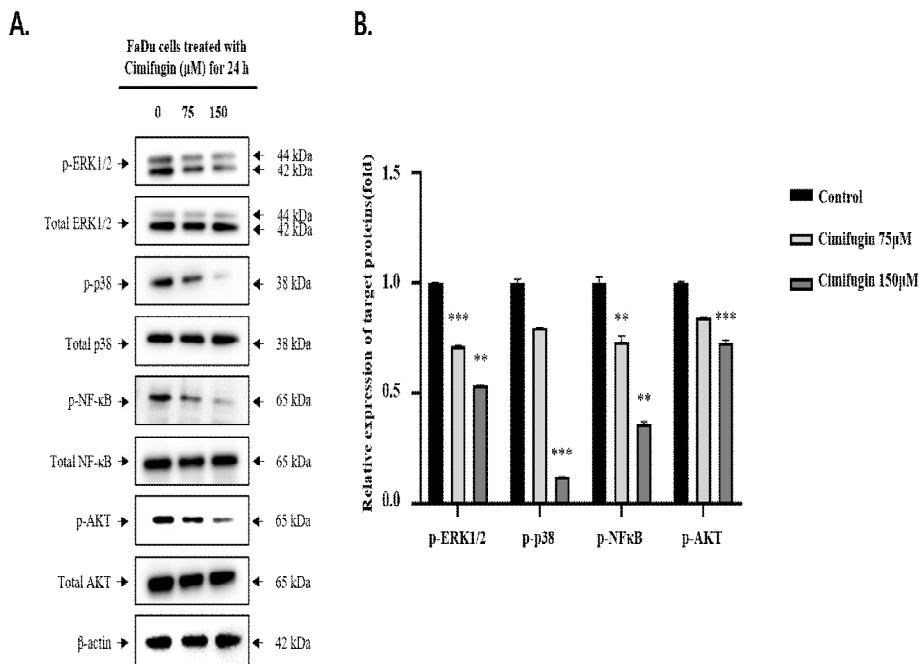 A.
FaDu cells treated with
Cimifugin (μM) for 24 h
0 75 150
p-ERK1/2
44 kDa
42 kDa
Total ERK1/2
44 kDa
42 kDa
p-p38
38 kDa
Total p38
38 kDa
p-NF-κB
65 kDa
Total NF-κB
65 kDa
p-AKT
65 kDa
Total AKT
65 kDa
β-actin
42 kDa
B.
Relative expression of target proteins(fold)
1.5
1.0
0.5
0.0
***
**
***
**
**
***
p-ERK1/2
p-p38
p-NFκB
p-AKT
Control
Cimifugin 75μM
Cimifugin 150μM